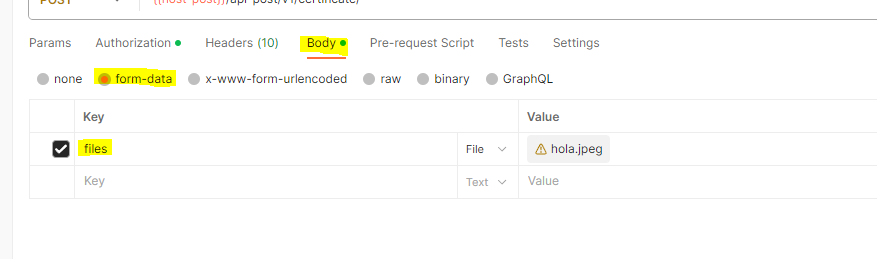 POST {{host-post}}/api-post/v1/certificate/
Params Authorization Headers (10) Body Pre-request Script Tests Settings
none form-data x-www-form-urlencoded raw binary GraphQL
Key Value
files File hola.jpeg
Key Text Value